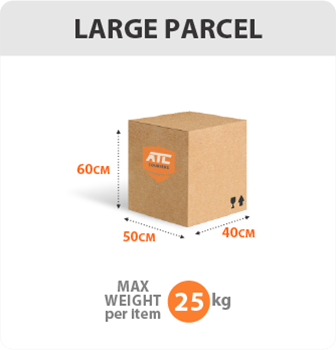 LARGE PARCEL
60CM
ATC
50CM
40CM
MAX
WEIGHT
per item
25 kg